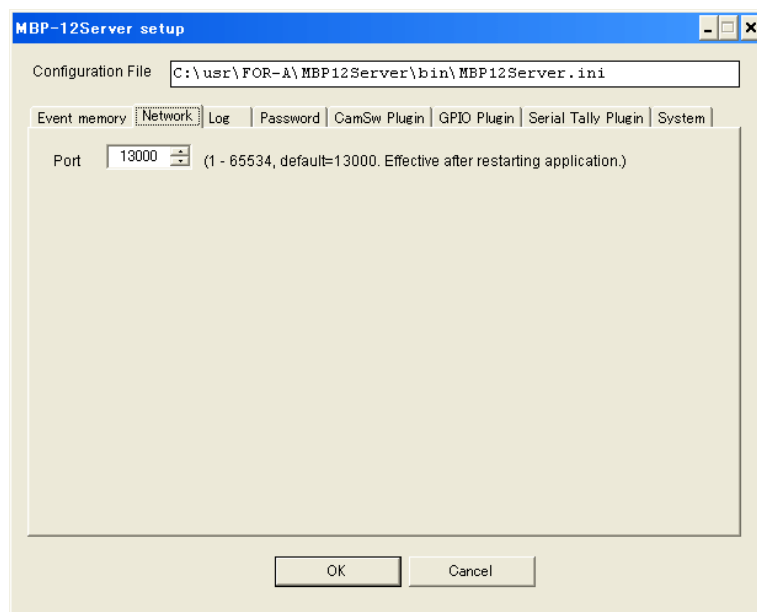 MBP-12Server setup
Configuration File C:\usr\FOR-A\MBP12Server\bin\MBP12Server.ini
Event memory Network Log Password CamSw Plugin GPIO Plugin Serial Tally Plugin System
Port 13000 (1 - 65534, default=13000. Effective after restarting application.)
OK Cancel